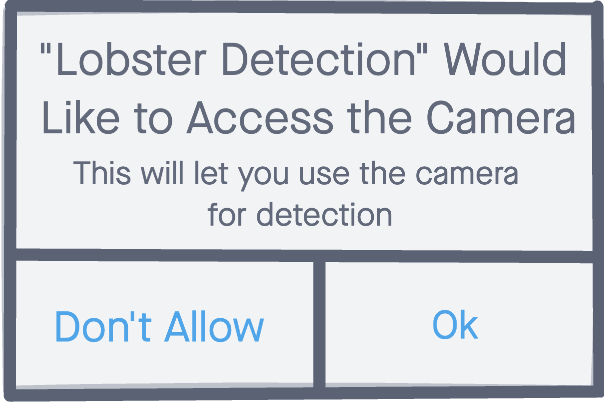 "Lobster Detection" Would
Like to Access the Camera
This will let you use the camera
for detection
Don't Allow
Ok